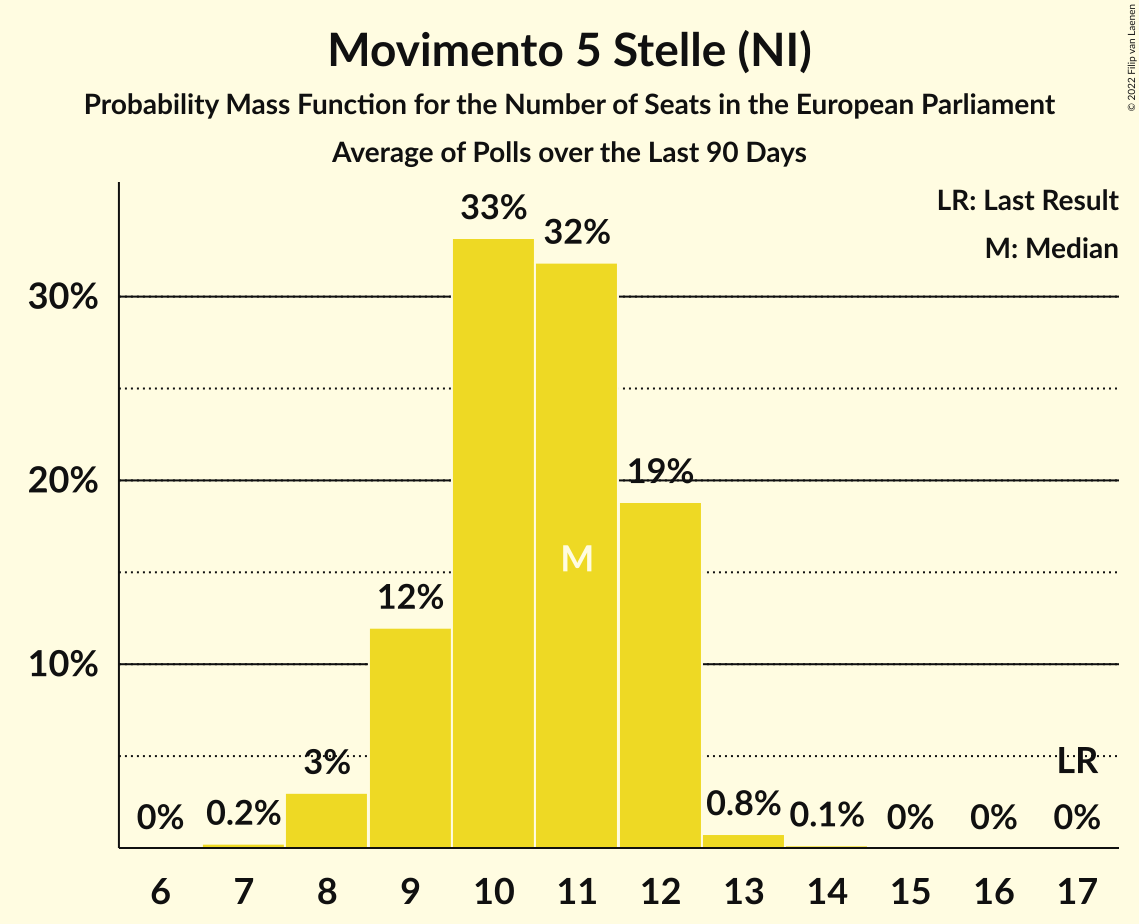 Movimento 5 Stelle (NI)
Probability Mass Function for the Number of Seats in the European Parliament
Average of Polls over the Last 90 Days
© 2022 Filip van Laenen
LR: Last Result
M: Median
30%
20%
10%
0%
0.2%
3%
12%
33%
32%
19%
0.8%
0.1%
0%
0%
0%
M
LR
6 7 8 9 10 11 12 13 14 15 16 17